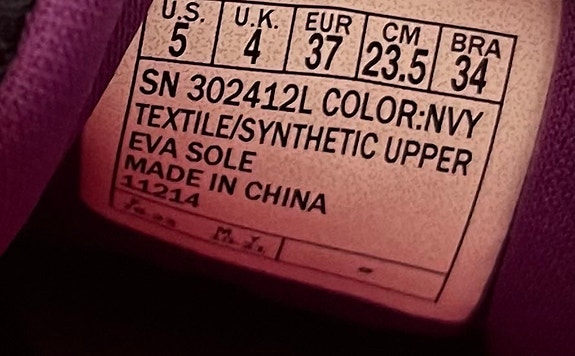 U.S. U.K. EUR CM BRA
5 4 37 23.5 34
SN 302412L COLOR:NVY
TEXTILE/SYNTHETIC UPPER
EVA SOLE
MADE IN CHINA
11214